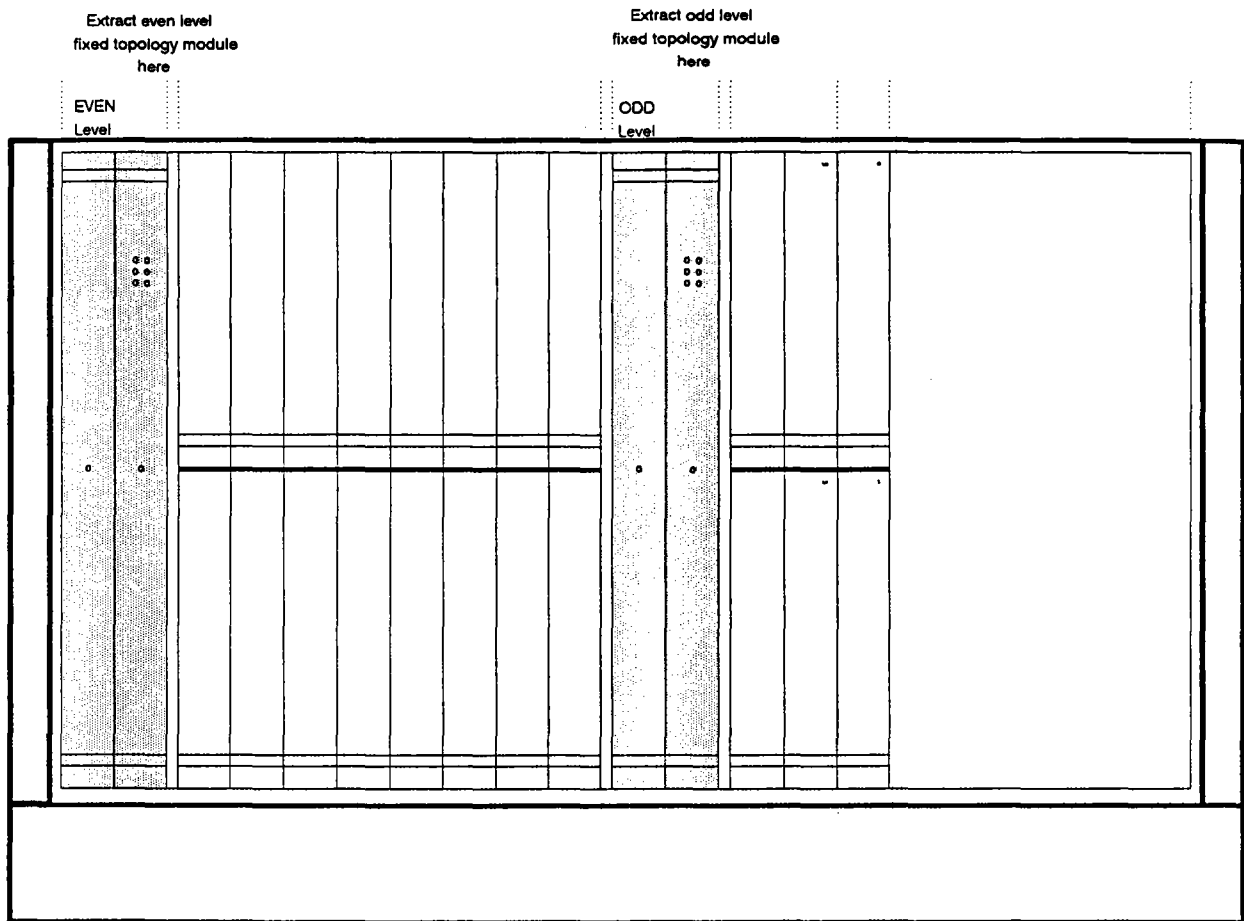 Extract even level
fixed topology module
here
Extract odd level
fixed topology module
here
EVEN
Level
ODD
Level